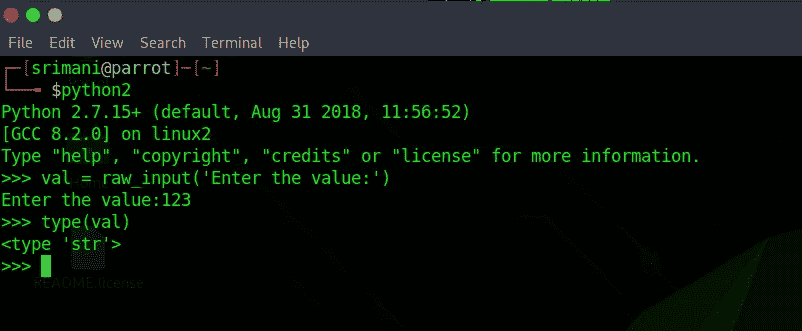 File Edit View Search Terminal Help
┌─[srimani@parrot]─[~]
└──╼ $python2
Python 2.7.15+ (default, Aug 31 2018, 11:56:52)
[GCC 8.2.0] on linux2
Type "help", "copyright", "credits" or "license" for more information.
>>> val = raw_input('Enter the value:')
Enter the value:123
>>> type(val)
<type 'str'>
>>>
README.license